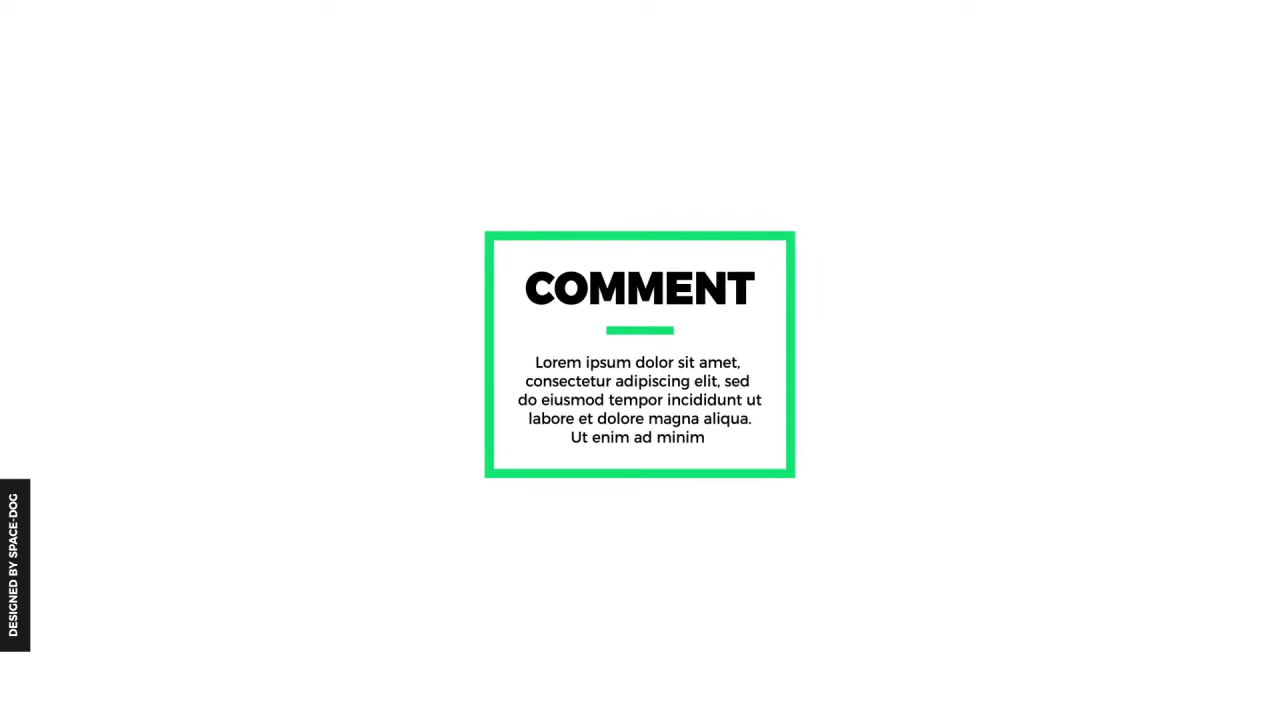 COMMENT
Lorem ipsum dolor sit amet,
consectetur adipiscing elit, sed
do eiusmod tempor incididunt ut
labore et dolore magna aliqua.
Ut enim ad minim
DESIGNED BY SPACE-DOG